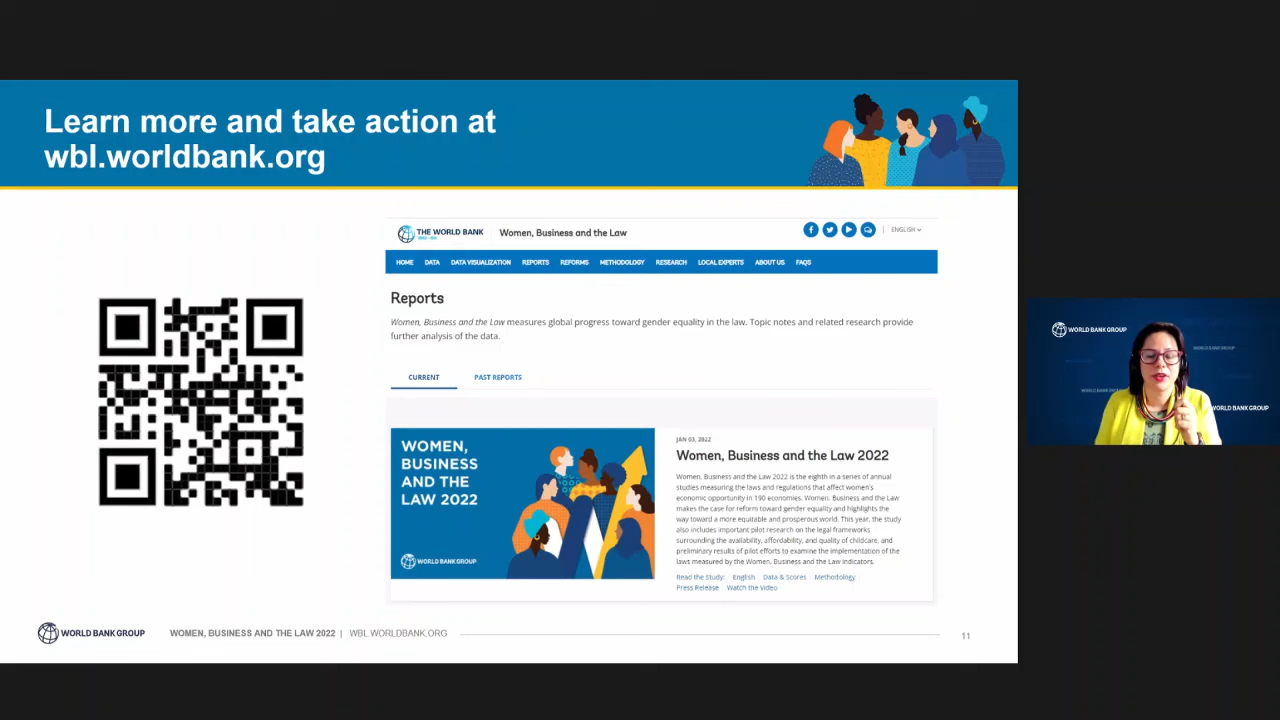 Learn more and take action at
wbl.worldbank.org
THE WORLD BANK
Women, Business and the Law
ENGLISH
HOME DATA DATA VISUALIZATION REPORTS REFORMS METHODOLOGY RESEARCH LOCAL EXPERTS ABOUT US FAQS
Reports
Women, Business and the Law measures global progress toward gender equality in the law. Topic notes and related research provide
further analysis of the data.
CURRENT PAST REPORTS
WOMEN,
BUSINESS
AND THE
LAW 2022
WORLD BANK GROUP
JAN 03, 2022
Women, Business and the Law 2022
Women, Business and the Law 2022 is the eighth in a series of annual
studies measuring the laws and regulations that affect women's
economic opportunity in 190 economies. Women, Business and the Law
makes the case for reform toward gender equality and highlights the
way toward a more equitable and prosperous world. This year, the study
also includes important pilot research on the legal frameworks
surrounding the availability, affordability, and quality of childcare, and
preliminary results of pilot efforts to examine the implementation of the
laws measured by the Women, Business and the Law indicators.
Read the Study: English Data & Scores Methodology
Press Release Watch the Video
WORLD BANK GROUP
WOMEN, BUSINESS AND THE LAW 2022 | WBL.WORLDBANK.ORG
11
WORLD BANK GROUP
WORLD BANK GROUP
WORLD BANK GROUP